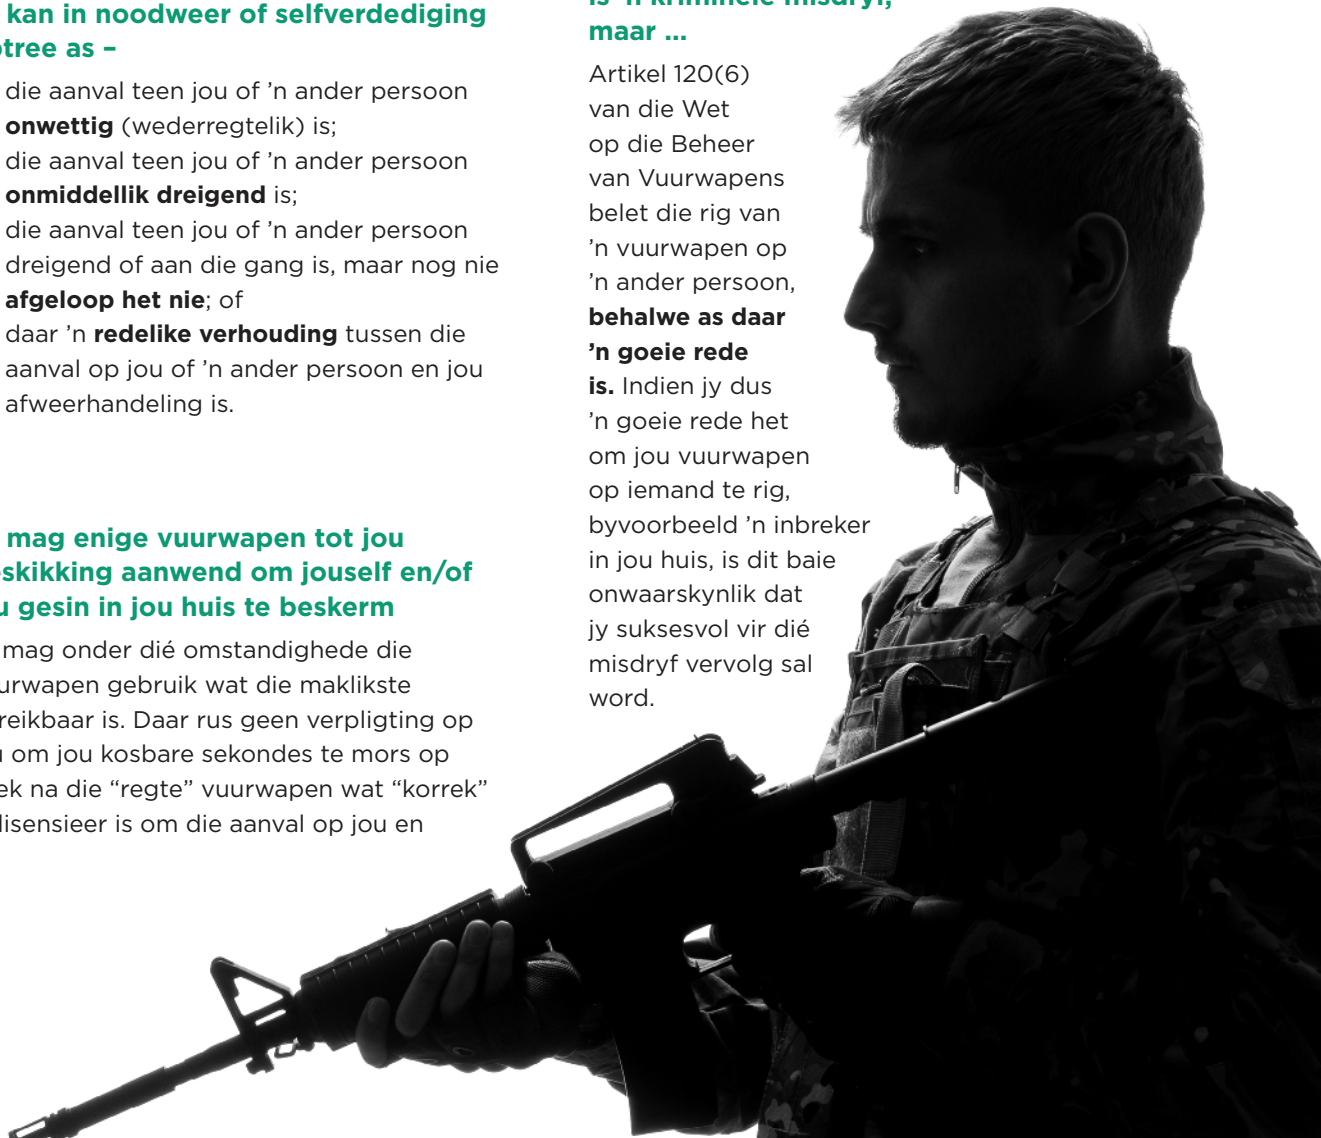 kan in noodweer of selfverdediging
optree as –
die aanval teen jou of ’n ander persoon
onwettig (wederregtelik) is;
die aanval teen jou of ’n ander persoon
onmiddellik dreigend is;
die aanval teen jou of ’n ander persoon
dreigend of aan die gang is, maar nog nie
afgeloop het nie; of
daar ’n redelike verhouding tussen die
aanval op jou of ’n ander persoon en jou
afweerhandeling is.
mag enige vuurwapen tot jou
skikking aanwend om jouself en/of
gesin in jou huis te beskerm
mag onder dié omstandighede die
urwapen gebruik wat die maklikste
reikbaar is. Daar rus geen verpligting op
om jou kosbare sekondes te mors op
ek na die “regte” vuurwapen wat “korrek”
lisensieer is om die aanval op jou en
is ’n kriminele misdryf,
maar ...
Artikel 120(6)
van die Wet
op die Beheer
van Vuurwapens
belet die rig van
’n vuurwapen op
’n ander persoon,
behalwe as daar
’n goeie rede
is. Indien jy dus
’n goeie rede het
om jou vuurwapen
op iemand te rig,
byvoorbeeld ’n inbreker
in jou huis, is dit baie
onwaarskynlik dat
jy suksesvol vir dié
misdryf vervolg sal
word.